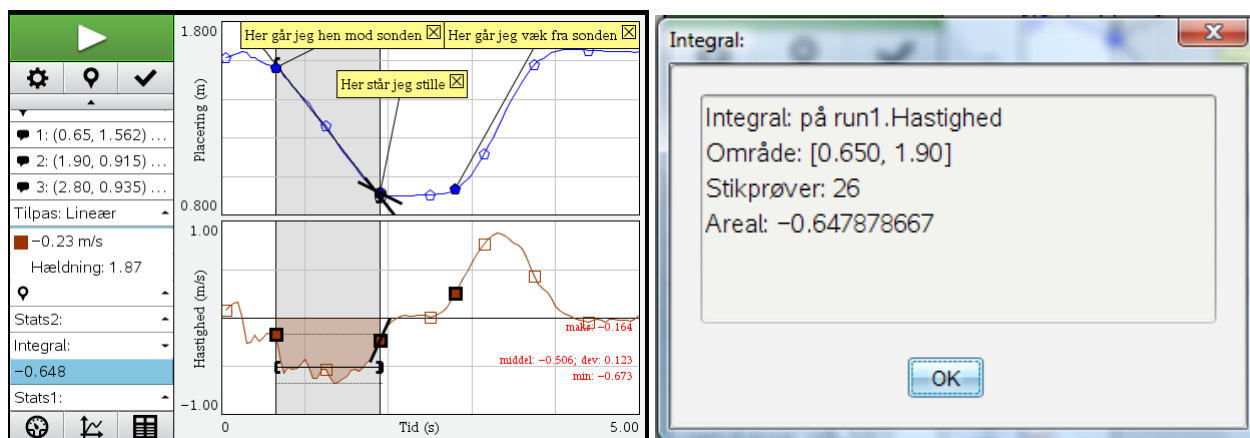 1: (0.65, 1.562) ...
2: (1.90, 0.915) ...
3: (2.80, 0.935) ...
Tilpas: Lineær
−0.23 m/s
Hældning: 1.87
Stats2:
Integral:
−0.648
Stats1:
1.800
Placering (m)
0.800
Her går jeg hen mod sonden
Her går jeg væk fra sonden
Her står jeg stille
1.00
Hastighed (m/s)
−1.00
maks: −0.164
middel: −0.506; dev: 0.123
min: −0.673
0
Tid (s)
5.00
Integral:
Integral: på run1.Hastighed
Område: [0.650, 1.90]
Stikprøver: 26
Areal: −0.647878667
OK